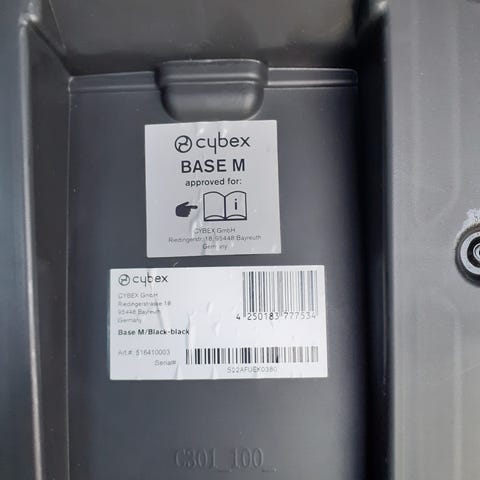 cybex
BASE M
approved for:
i
CYBEX GmbH
Riedingerstr. 18, 95448 Bayreuth
Germany
cybex
CYBEX GmbH
Riedingerstrasse 18
95448 Bayreuth
Germany
4 250183 777534
Base M/Black-black
Art.#: 516410003
Serial#:
S22AFUEK0380
C301_100_